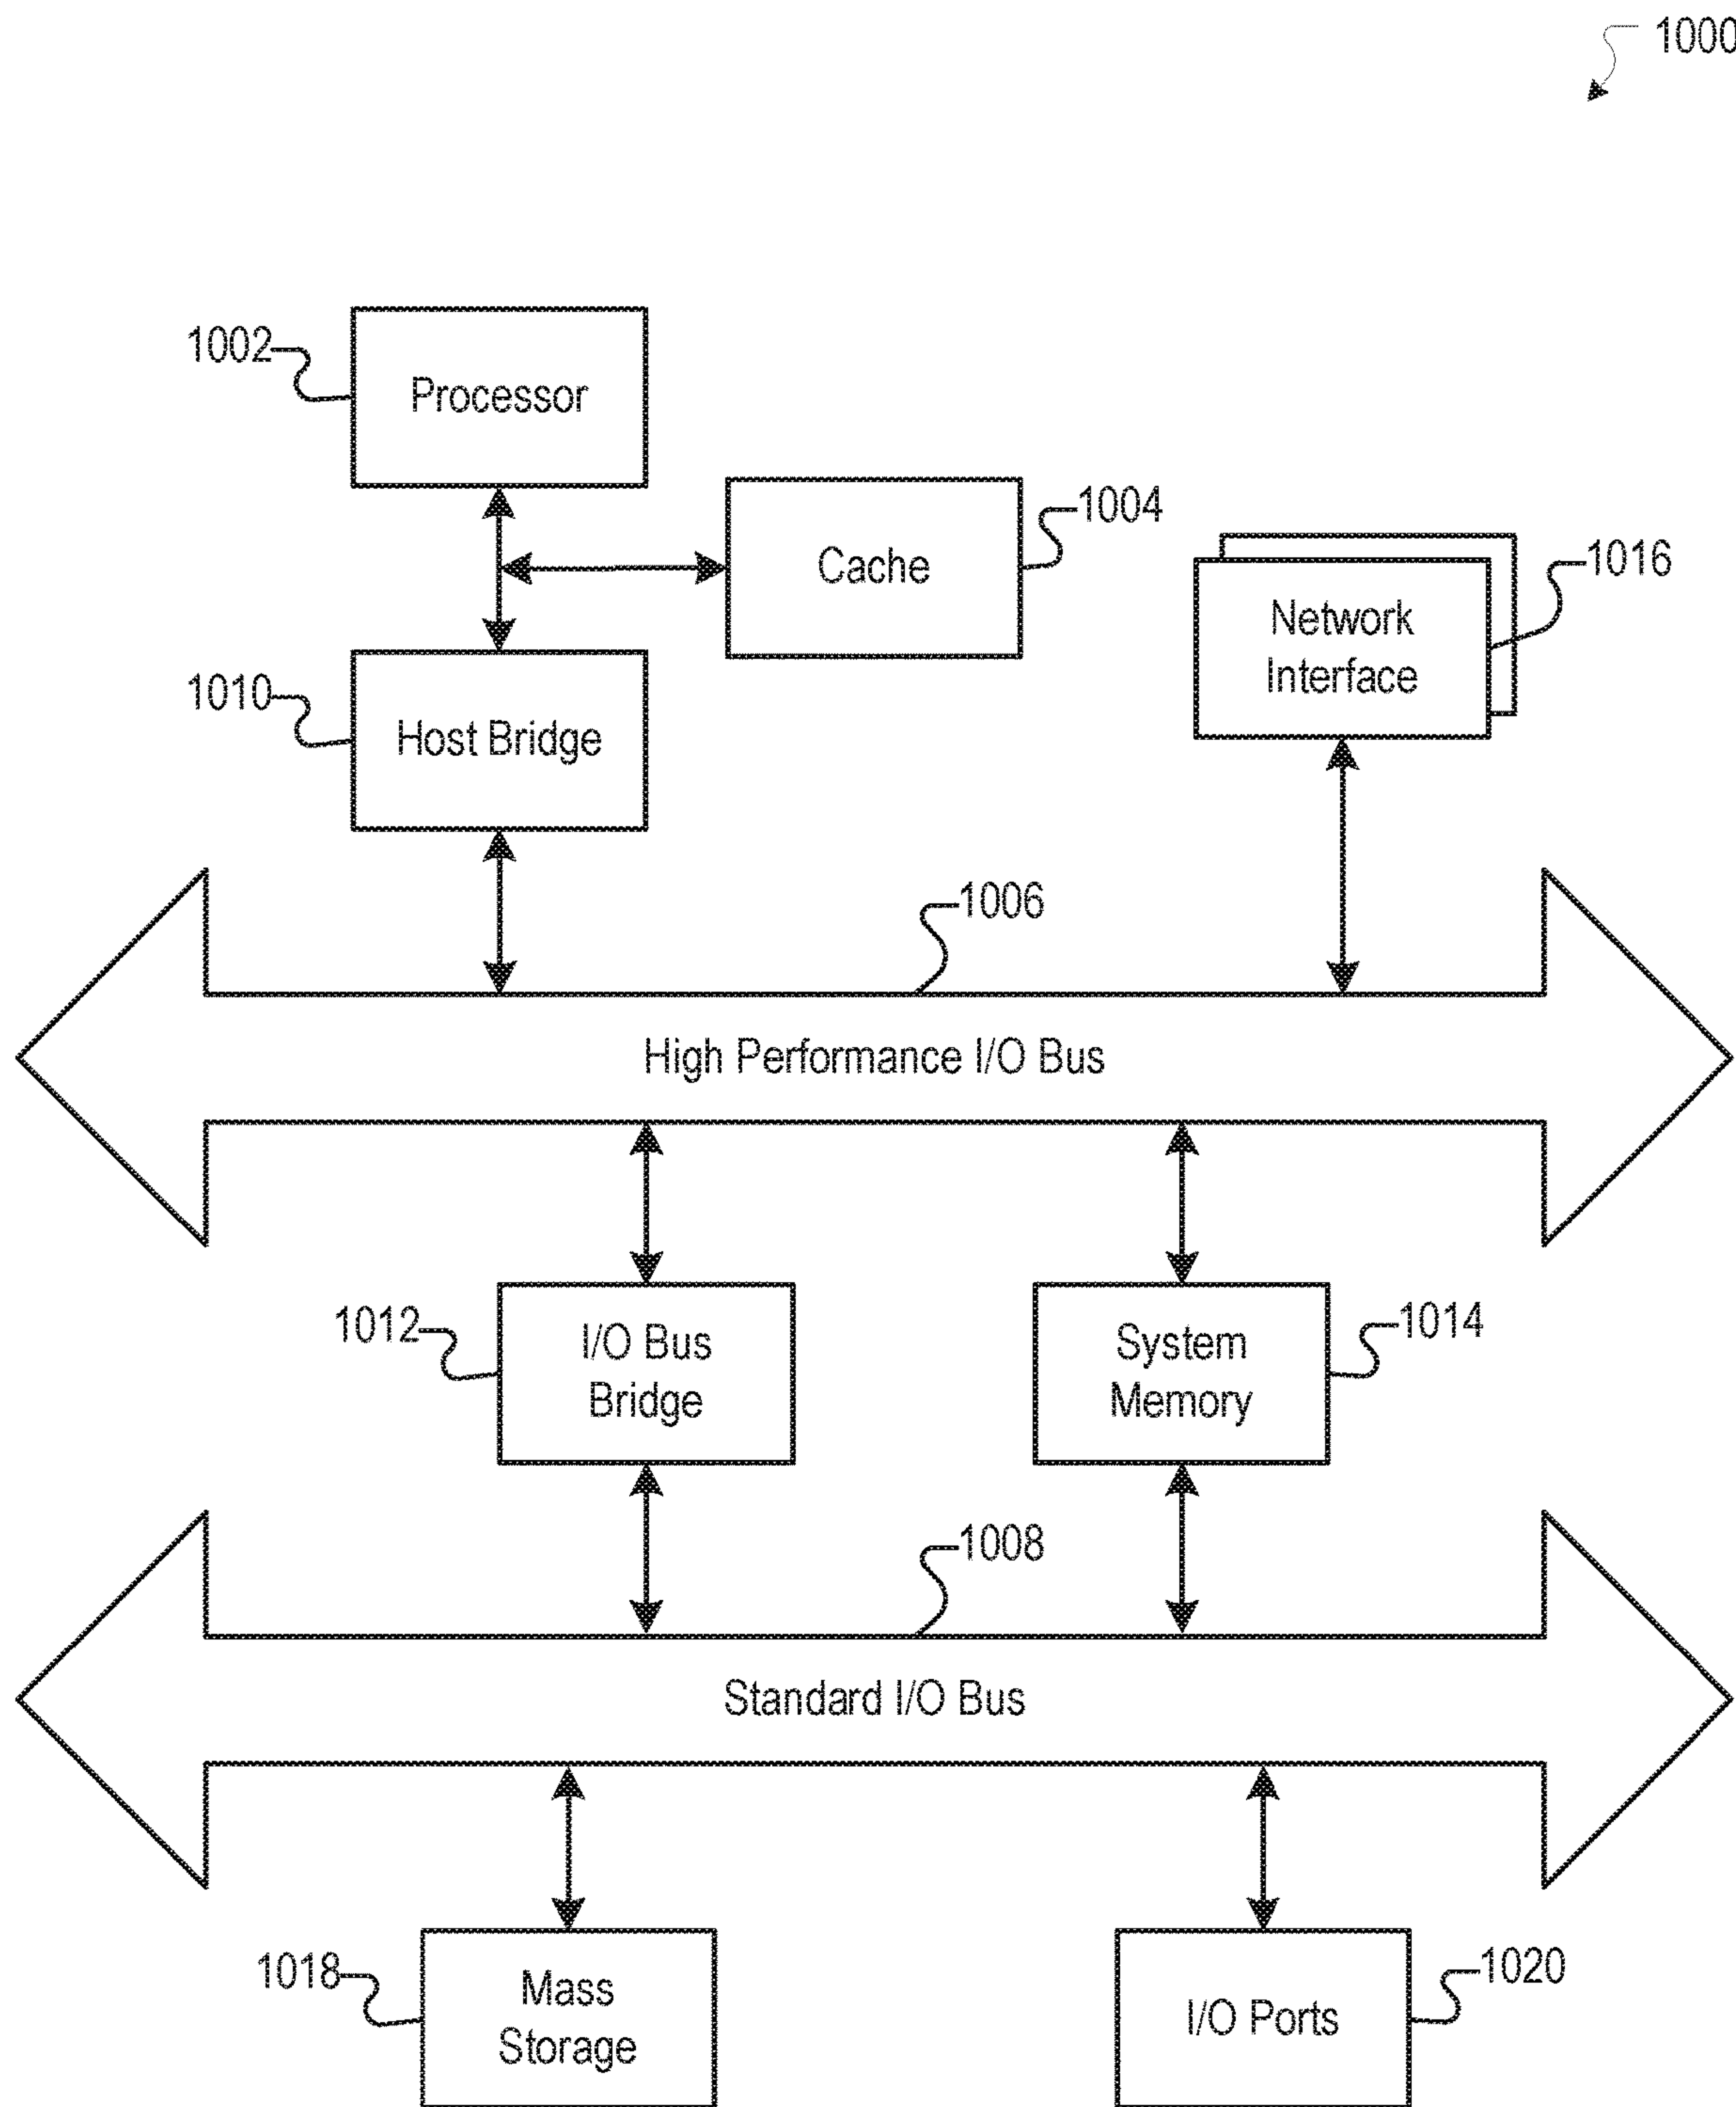 1000
1002
Processor
1004
Cache
1016
Network
Interface
1010
Host Bridge
1006
High Performance I/O Bus
1012
I/O Bus
Bridge
1014
System
Memory
1008
Standard I/O Bus
1018
Mass
Storage
1020
I/O Ports